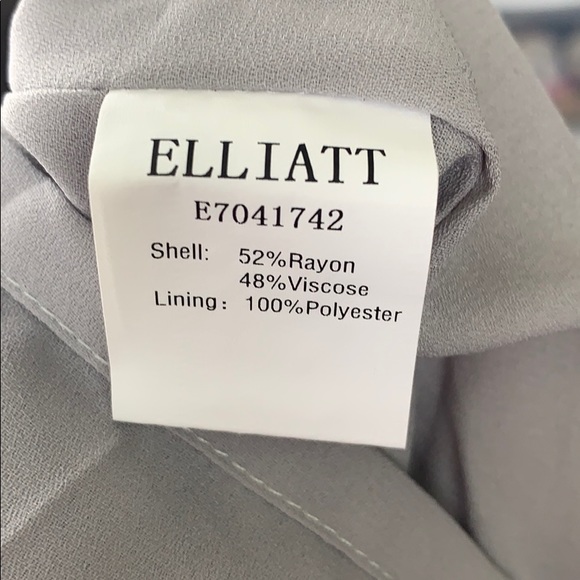 ELLIATT
E7041742
Shell: 52%Rayon
48%Viscose
Lining: 100%Polyester